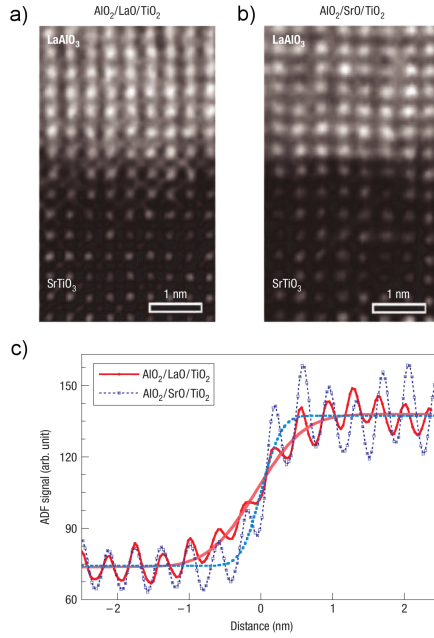 a) AlO₂/LaO/TiO₂
b) AlO₂/SrO/TiO₂
LaAlO₃
LaAlO₃
SrTiO₃
1 nm
SrTiO₃
1 nm
c)
AlO₂/LaO/TiO₂
AlO₂/SrO/TiO₂
ADF signal (arb. unit)
150
120
90
60
−2 −1 0 1 2
Distance (nm)